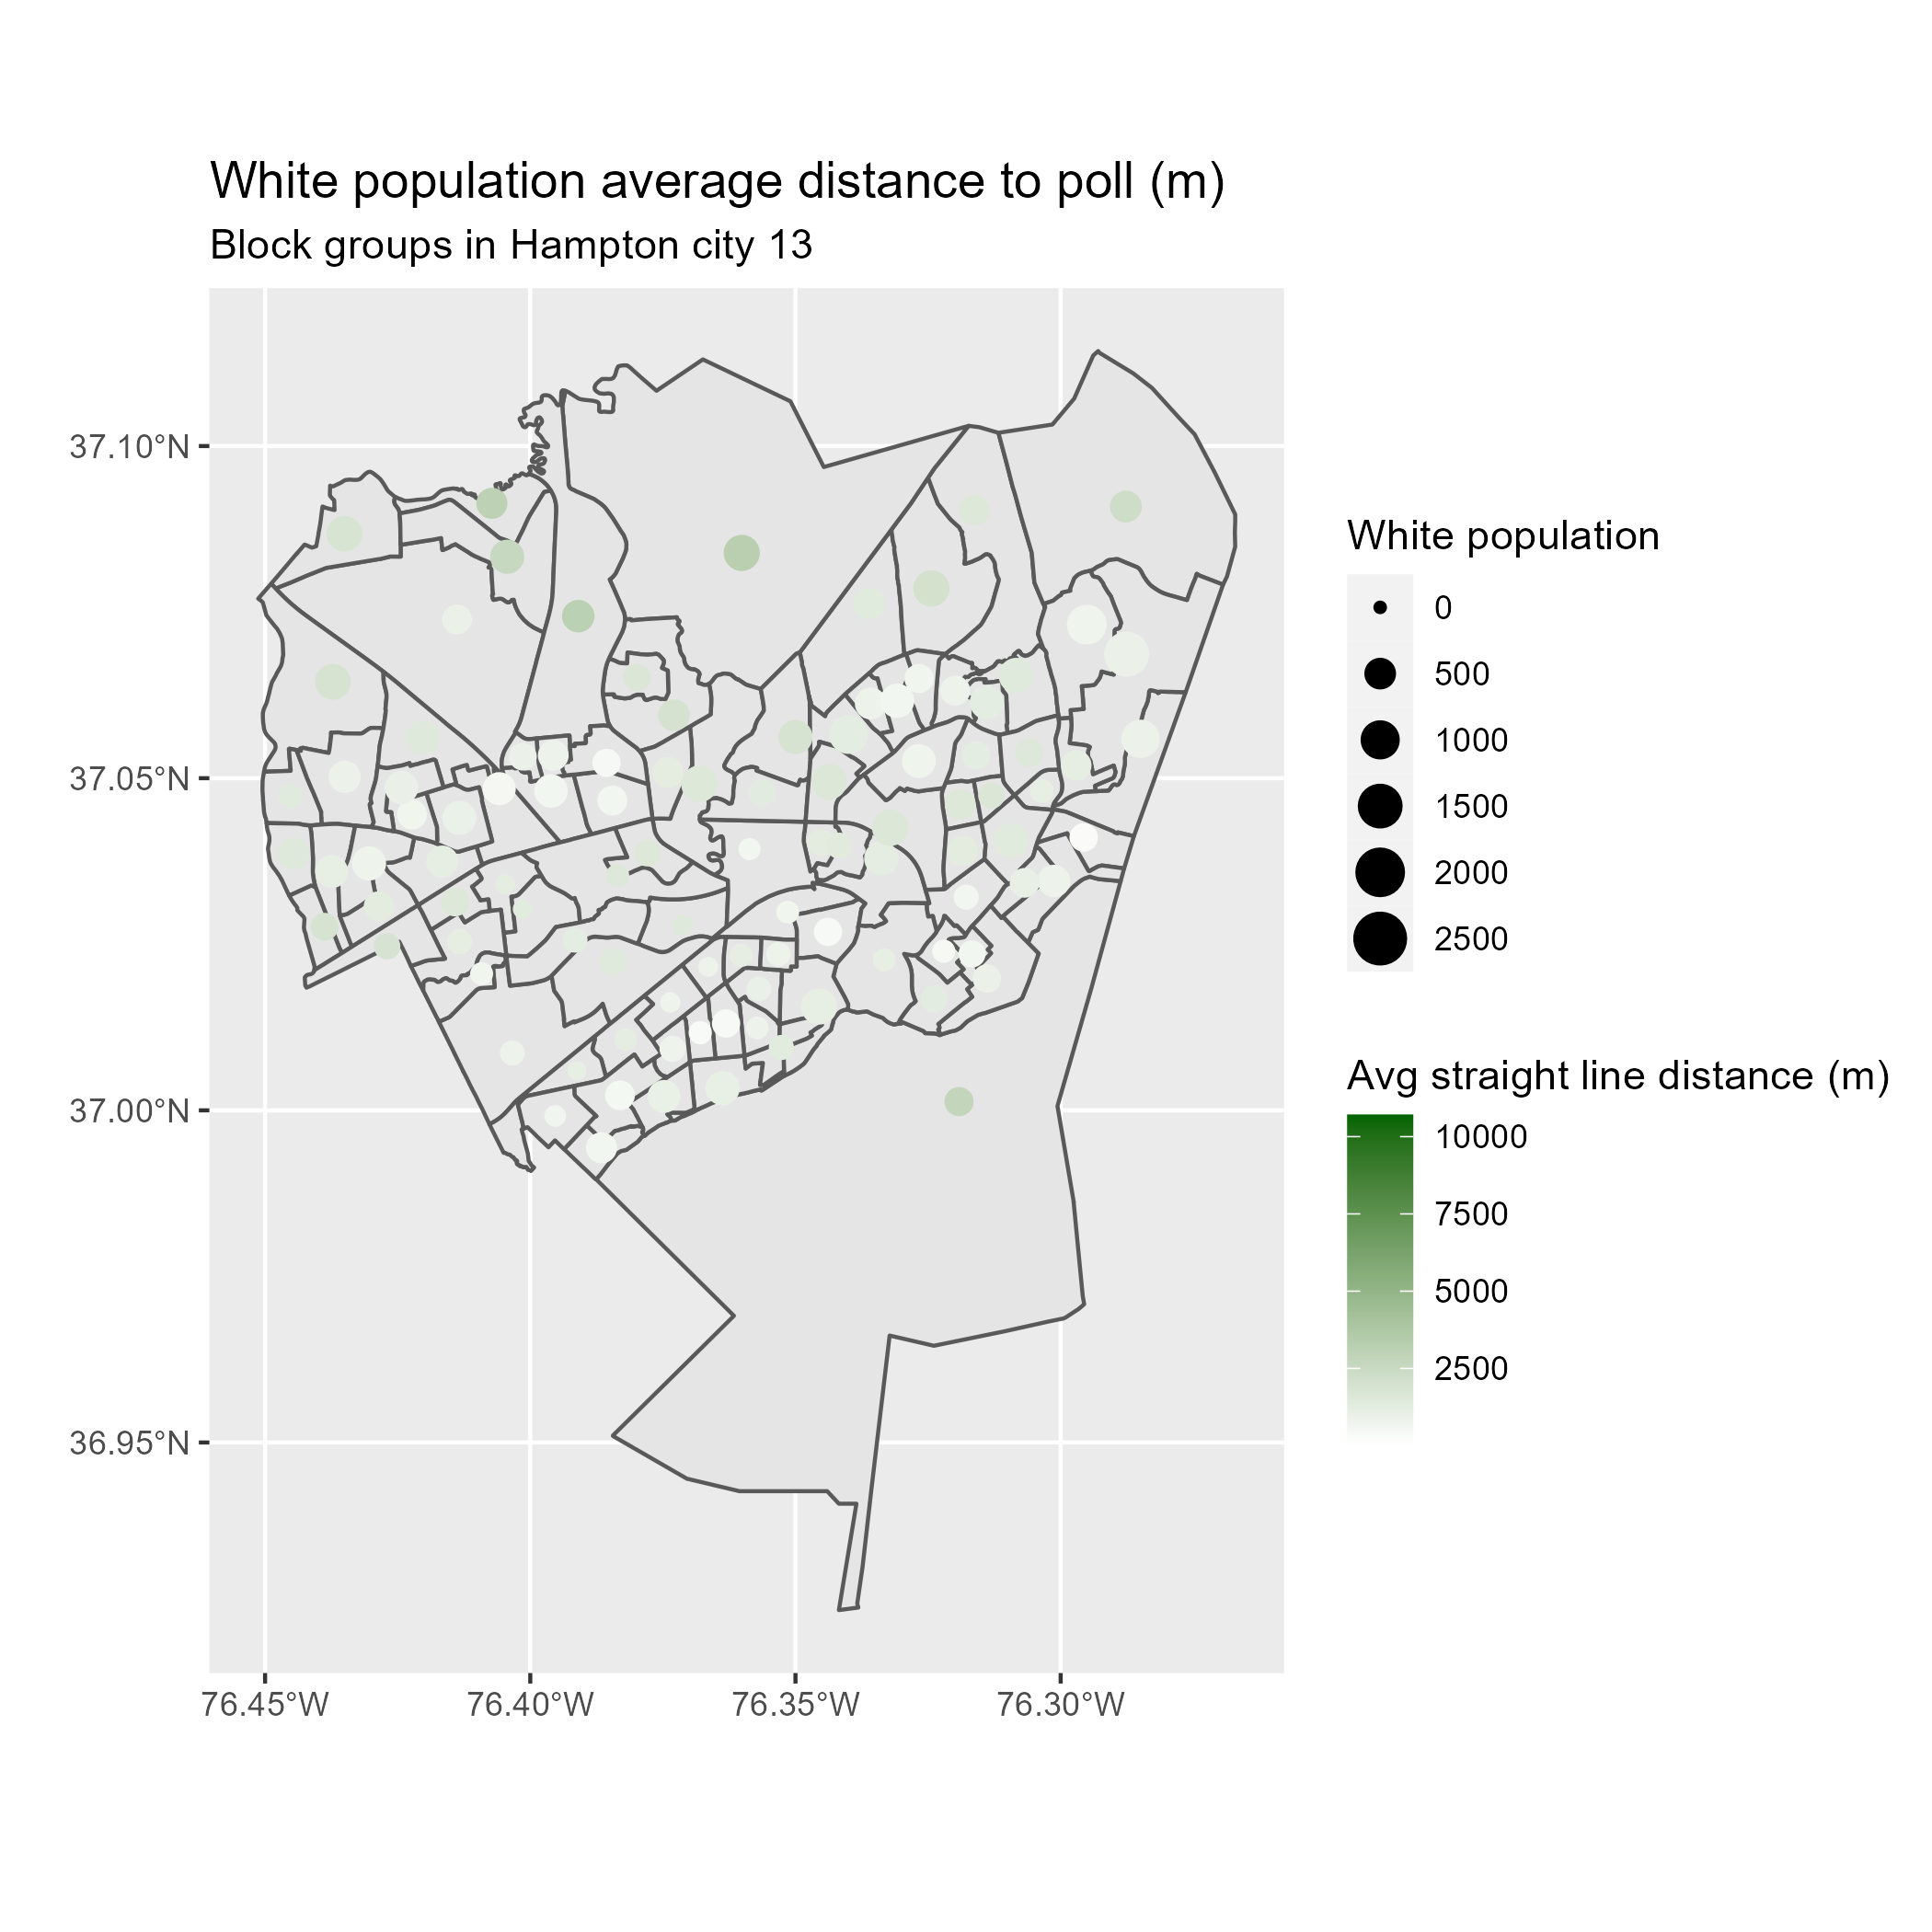 White population average distance to poll (m)
Block groups in Hampton city 13
37.10°N
37.05°N
37.00°N
36.95°N
76.45°W
76.40°W
76.35°W
76.30°W
White population
0
500
1000
1500
2000
2500
Avg straight line distance (m)
10000
7500
5000
2500